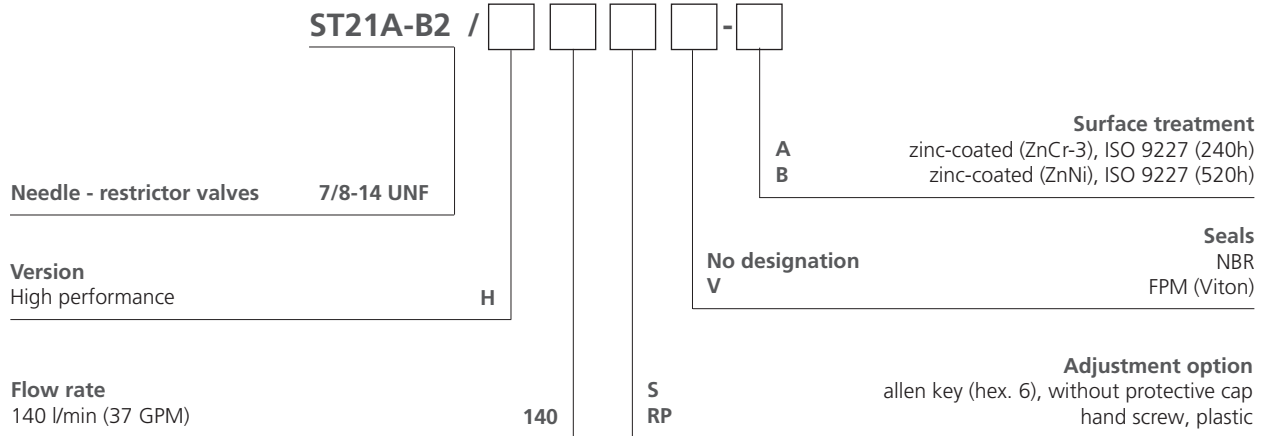 ST21A-B2 / -
Surface treatment
A zinc-coated (ZnCr-3), ISO 9227 (240h)
B zinc-coated (ZnNi), ISO 9227 (520h)
Needle - restrictor valves 7/8-14 UNF
Seals
No designation NBR
V FPM (Viton)
Version
High performance H
Adjustment option
S allen key (hex. 6), without protective cap
RP hand screw, plastic
Flow rate
140 l/min (37 GPM) 140